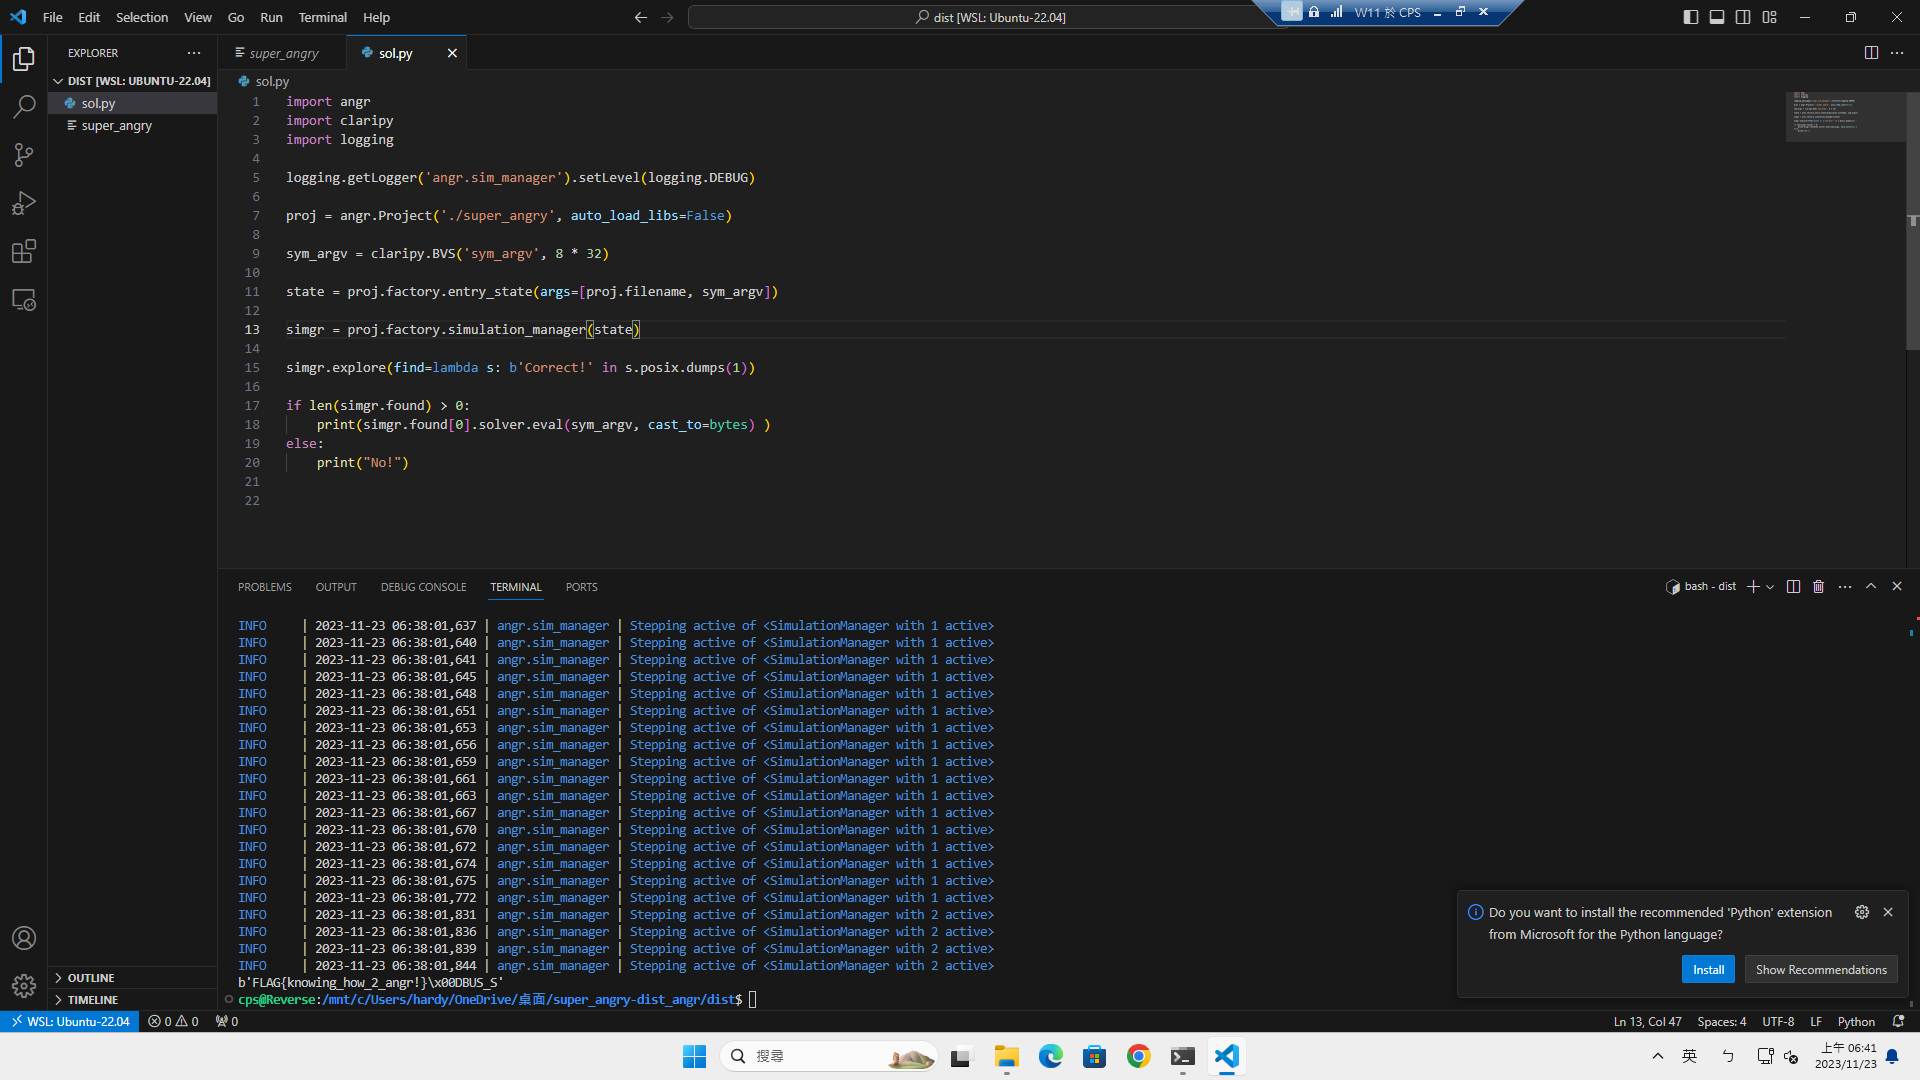 File Edit Selection View Go Run Terminal Help
dist [WSL: Ubuntu-22.04]
W11 於 CPS
EXPLORER
DIST [WSL: UBUNTU-22.04]
sol.py
super_angry
OUTLINE
TIMELINE
super_angry
sol.py
sol.py
1 import angr
2 import claripy
3 import logging
4
5 logging.getLogger('angr.sim_manager').setLevel(logging.DEBUG)
6
7 proj = angr.Project('./super_angry', auto_load_libs=False)
8
9 sym_argv = claripy.BVS('sym_argv', 8 * 32)
10
11 state = proj.factory.entry_state(args=[proj.filename, sym_argv])
12
13 simgr = proj.factory.simulation_manager(state)
14
15 simgr.explore(find=lambda s: b'Correct!' in s.posix.dumps(1))
16
17 if len(simgr.found) > 0:
18 print(simgr.found[0].solver.eval(sym_argv, cast_to=bytes) )
19 else:
20 print("No!")
21
22
PROBLEMS OUTPUT DEBUG CONSOLE TERMINAL PORTS
bash - dist
INFO | 2023-11-23 06:38:01,637 | angr.sim_manager | Stepping active of <SimulationManager with 1 active>
INFO | 2023-11-23 06:38:01,640 | angr.sim_manager | Stepping active of <SimulationManager with 1 active>
INFO | 2023-11-23 06:38:01,641 | angr.sim_manager | Stepping active of <SimulationManager with 1 active>
INFO | 2023-11-23 06:38:01,645 | angr.sim_manager | Stepping active of <SimulationManager with 1 active>
INFO | 2023-11-23 06:38:01,648 | angr.sim_manager | Stepping active of <SimulationManager with 1 active>
INFO | 2023-11-23 06:38:01,651 | angr.sim_manager | Stepping active of <SimulationManager with 1 active>
INFO | 2023-11-23 06:38:01,653 | angr.sim_manager | Stepping active of <SimulationManager with 1 active>
INFO | 2023-11-23 06:38:01,656 | angr.sim_manager | Stepping active of <SimulationManager with 1 active>
INFO | 2023-11-23 06:38:01,659 | angr.sim_manager | Stepping active of <SimulationManager with 1 active>
INFO | 2023-11-23 06:38:01,661 | angr.sim_manager | Stepping active of <SimulationManager with 1 active>
INFO | 2023-11-23 06:38:01,663 | angr.sim_manager | Stepping active of <SimulationManager with 1 active>
INFO | 2023-11-23 06:38:01,667 | angr.sim_manager | Stepping active of <SimulationManager with 1 active>
INFO | 2023-11-23 06:38:01,670 | angr.sim_manager | Stepping active of <SimulationManager with 1 active>
INFO | 2023-11-23 06:38:01,672 | angr.sim_manager | Stepping active of <SimulationManager with 1 active>
INFO | 2023-11-23 06:38:01,674 | angr.sim_manager | Stepping active of <SimulationManager with 1 active>
INFO | 2023-11-23 06:38:01,675 | angr.sim_manager | Stepping active of <SimulationManager with 1 active>
INFO | 2023-11-23 06:38:01,772 | angr.sim_manager | Stepping active of <SimulationManager with 1 active>
INFO | 2023-11-23 06:38:01,831 | angr.sim_manager | Stepping active of <SimulationManager with 2 active>
INFO | 2023-11-23 06:38:01,836 | angr.sim_manager | Stepping active of <SimulationManager with 2 active>
INFO | 2023-11-23 06:38:01,839 | angr.sim_manager | Stepping active of <SimulationManager with 2 active>
INFO | 2023-11-23 06:38:01,844 | angr.sim_manager | Stepping active of <SimulationManager with 2 active>
b'FLAG{knowing_how_2_angr!}\x00DBUS_S'
cps@Reverse:/mnt/c/Users/hardy/OneDrive/桌面/super_angry-dist_angr/dist$
Do you want to install the recommended 'Python' extension
from Microsoft for the Python language?
Install
Show Recommendations
WSL: Ubuntu-22.04 0 0 0
Ln 13, Col 47 Spaces: 4 UTF-8 LF Python
搜尋
英 ㄅ
上午 06:41
2023/11/23